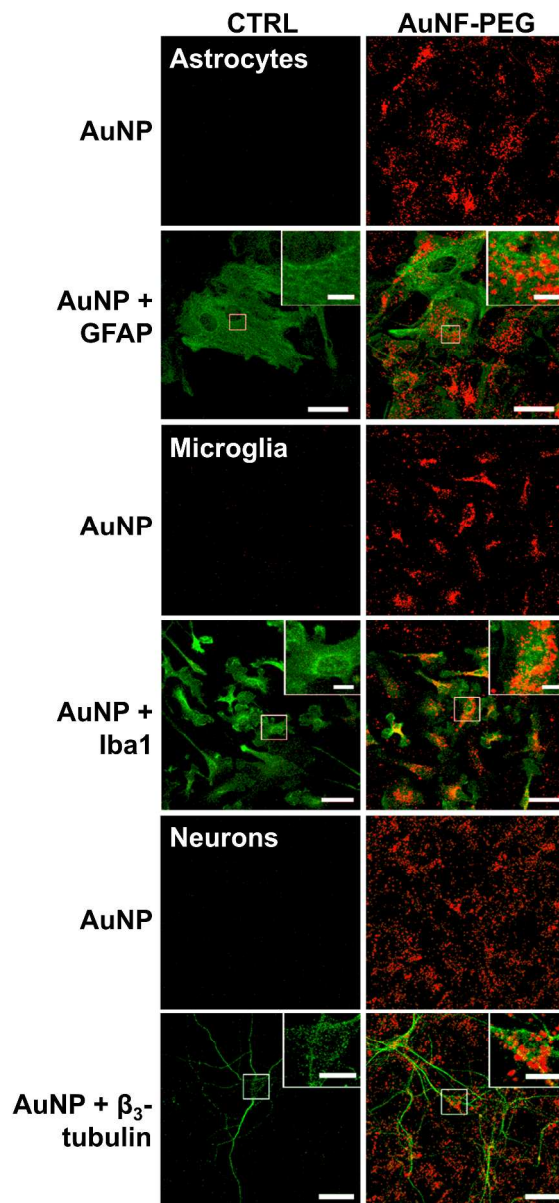 CTRL AuNF-PEG
Astrocytes
AuNP
AuNP +
GFAP
Microglia
AuNP
AuNP +
Iba1
Neurons
AuNP
AuNP + β₃-
tubulin